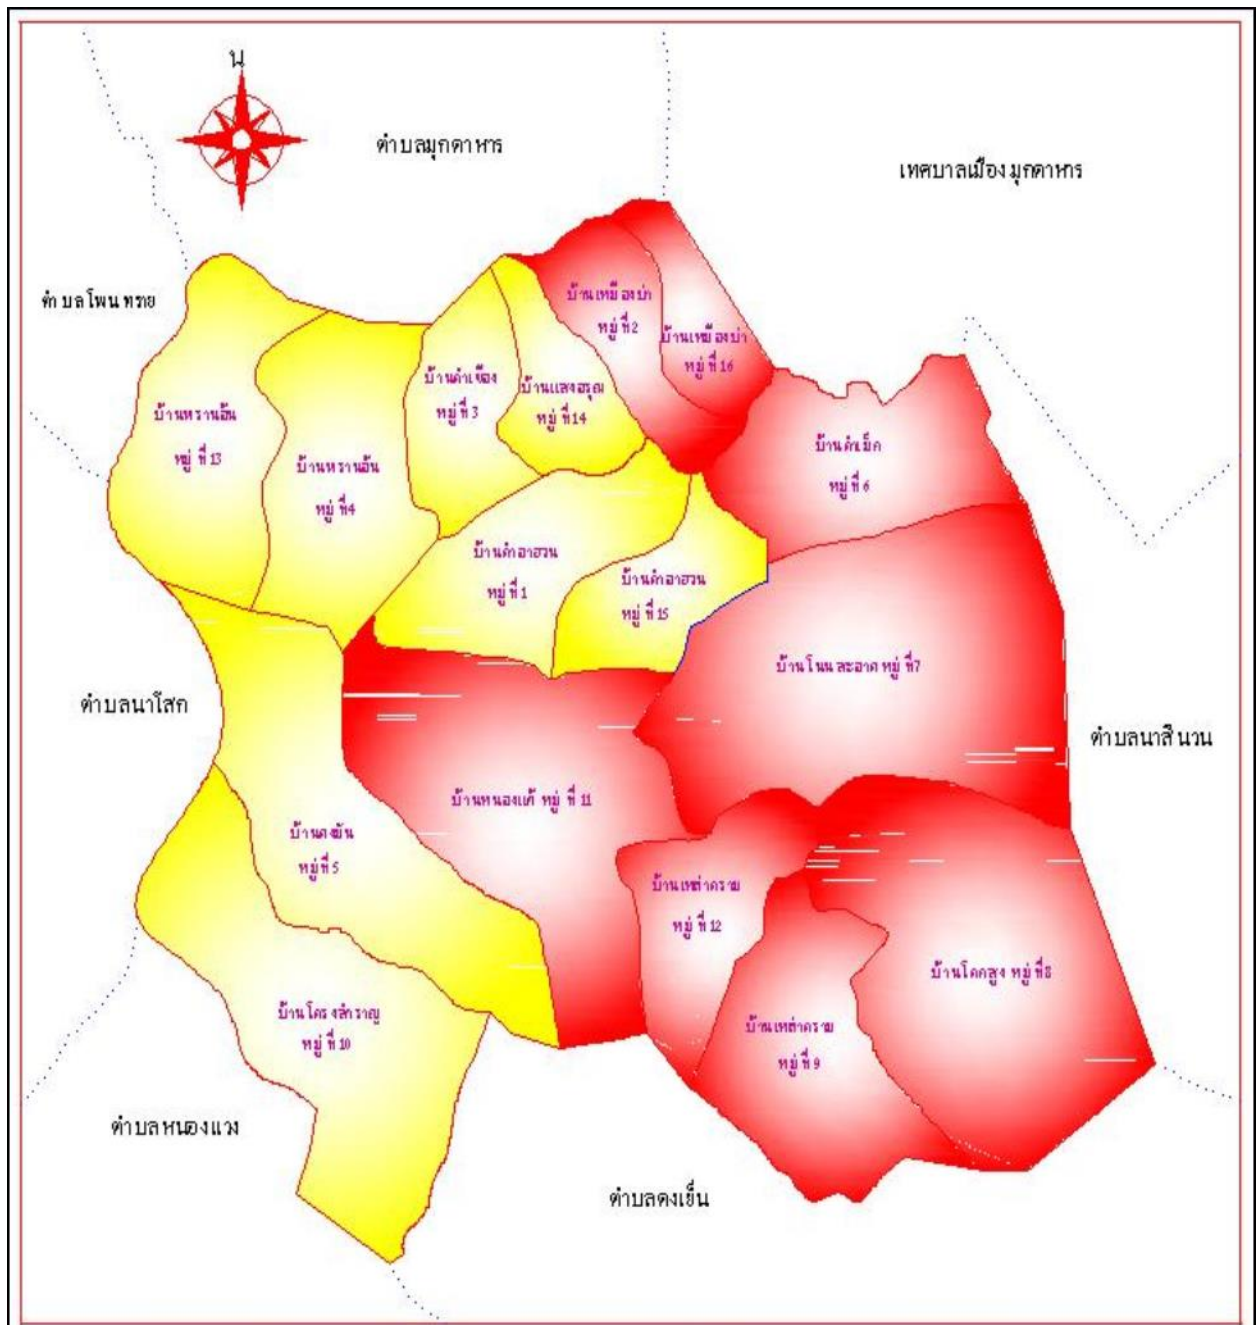 น
ตำบลมุกดาหาร
เทศบาลเมืองมุกดาหาร
ตำบลโพนทราย
บ้านเหมืองบ่า
หมู่ที่ 2
บ้านเหมืองบ่า
หมู่ที่ 16
บ้านคำเขือง
หมู่ที่ 3
บ้านแสงอรุณ
หมู่ที่ 14
บ้านพรานอ้น
หมู่ที่ 13
บ้านพรานอ้น
หมู่ที่ 4
บ้านคำเม็ก
หมู่ที่ 6
บ้านคำอาฮวน
หมู่ที่ 1
บ้านคำอาฮวน
หมู่ที่ 15
บ้านโนนสะอาด หมู่ที่ 7
ตำบลนาโสก
ตำบลนาสีนวน
บ้านหนองแค้ หมู่ที่ 11
บ้านดงมัน
หมู่ที่ 5
บ้านเหล่าคราม
หมู่ที่ 12
บ้านโคกสูง หมู่ที่ 8
บ้านโค้งสำราญ
หมู่ที่ 10
บ้านเหล่าคราม
หมู่ที่ 9
ตำบลหนองแวง
ตำบลดงเย็น